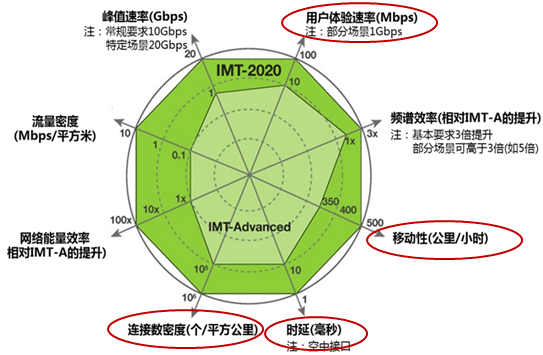 峰值速率(Gbps)
注：常规要求10Gbps
特定场景20Gbps
用户体验速率(Mbps)
注：部分场景1Gbps
20
100
IMT-2020
1
10
流量密度
(Mbps/平方米)
10
0.1
1
1x
3x
频谱效率(相对IMT-A的提升)
注：基本要求3倍提升
部分场景可高于3倍(如5倍)
网络能量效率
相对IMT-A的提升)
100x
10x
1x
IMT-Advanced
350
400
500
移动性(公里/小时)
10⁵
10⁶
10
1
连接数密度(个/平方公里)
时延(毫秒)
注：空中接口